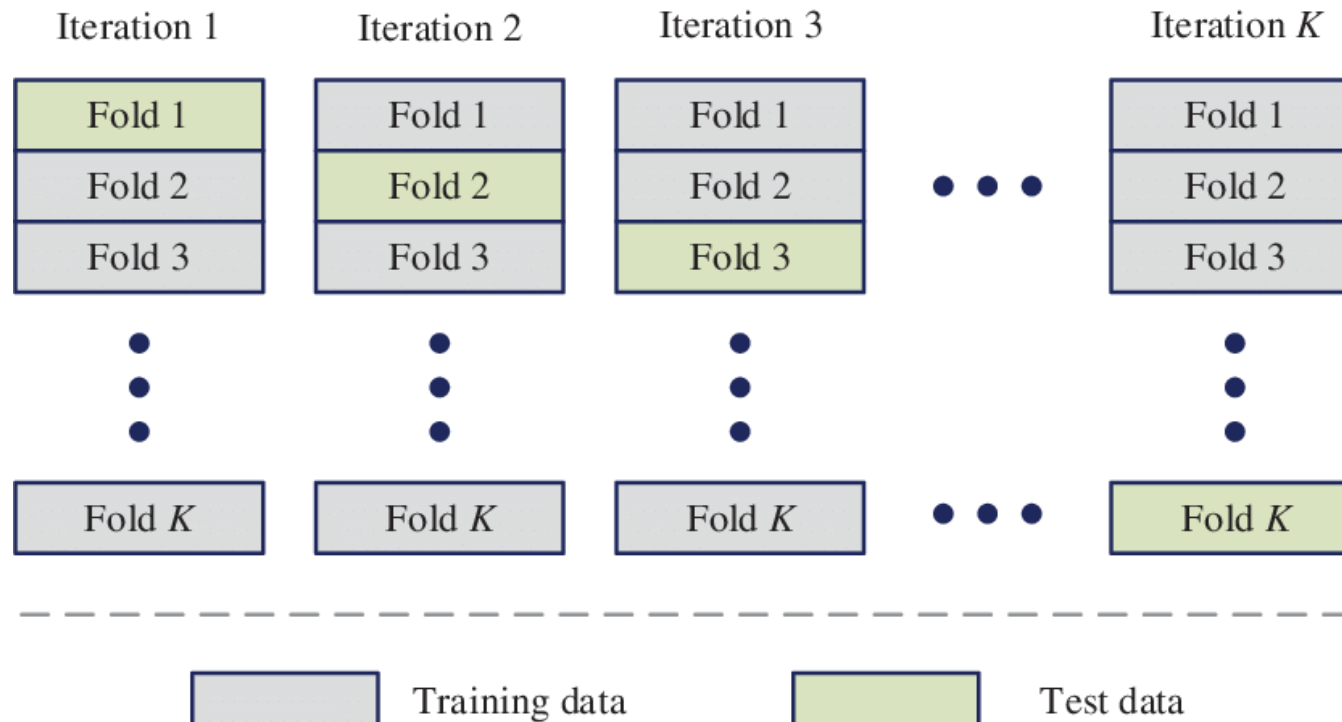 Iteration 1 Iteration 2 Iteration 3 Iteration K
Fold 1 Fold 1 Fold 1 Fold 1
Fold 2 Fold 2 Fold 2 Fold 2
Fold 3 Fold 3 Fold 3 Fold 3
Fold K Fold K Fold K Fold K
Training data Test data